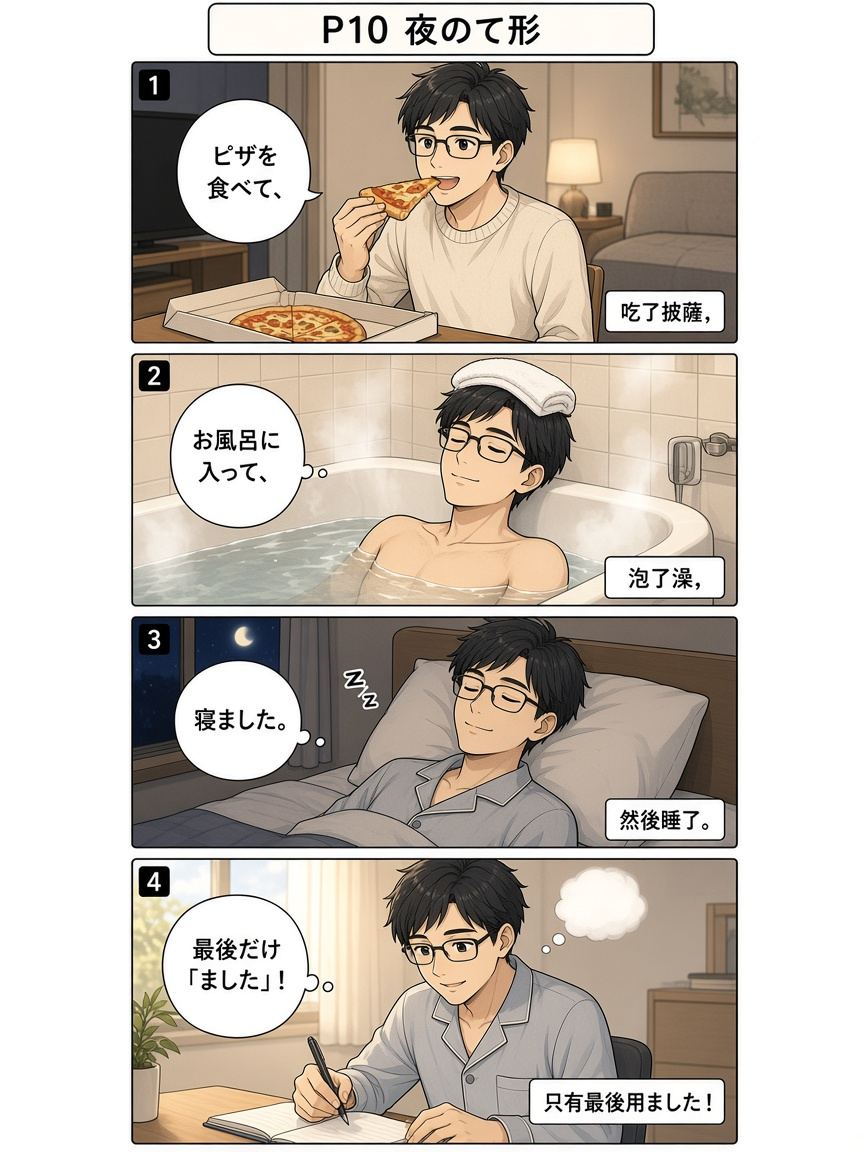 P10 夜のて形
1
ピザを
食べて、
吃了披薩，
2
お風呂に
入って、
泡了澡，
3
寝ました。
z
z
然後睡了。
4
最後だけ
「ました」！
只有最後用ました！